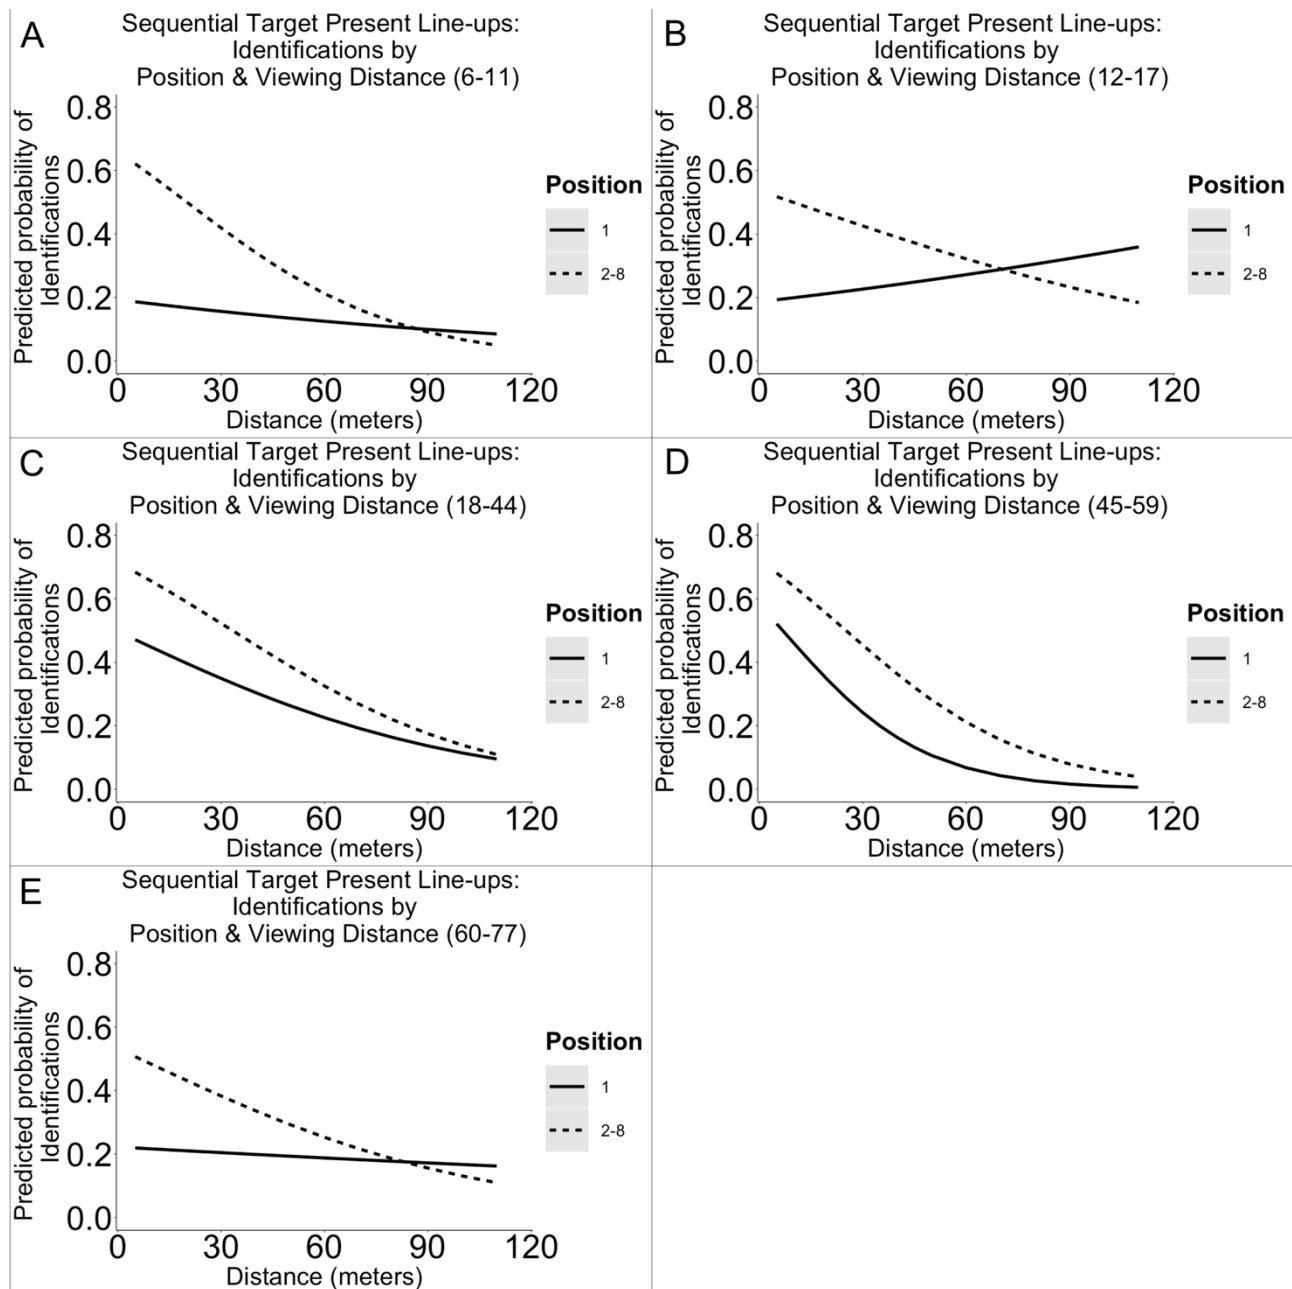 A
Sequential Target Present Line-ups:
Identifications by
Position & Viewing Distance (6-11)
Predicted probability of
Identifications
0.8
0.6
0.4
0.2
0.0
0 30 60 90 120
Distance (meters)
Position
1
2-8
B
Sequential Target Present Line-ups:
Identifications by
Position & Viewing Distance (12-17)
Predicted probability of
Identifications
0.8
0.6
0.4
0.2
0.0
0 30 60 90 120
Distance (meters)
Position
1
2-8
C
Sequential Target Present Line-ups:
Identifications by
Position & Viewing Distance (18-44)
Predicted probability of
Identifications
0.8
0.6
0.4
0.2
0.0
0 30 60 90 120
Distance (meters)
Position
1
2-8
D
Sequential Target Present Line-ups:
Identifications by
Position & Viewing Distance (45-59)
Predicted probability of
Identifications
0.8
0.6
0.4
0.2
0.0
0 30 60 90 120
Distance (meters)
Position
1
2-8
E
Sequential Target Present Line-ups:
Identifications by
Position & Viewing Distance (60-77)
Predicted probability of
Identifications
0.8
0.6
0.4
0.2
0.0
0 30 60 90 120
Distance (meters)
Position
1
2-8